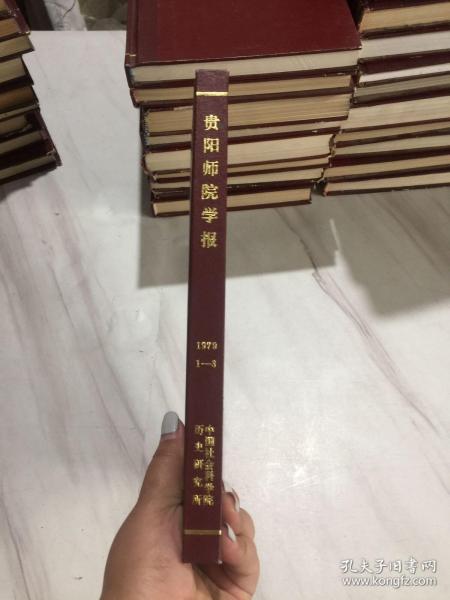 贵阳师院学报
1979
1—3
中国社会科学院
历史研究所
孔夫子旧书网
www.kongfz.com